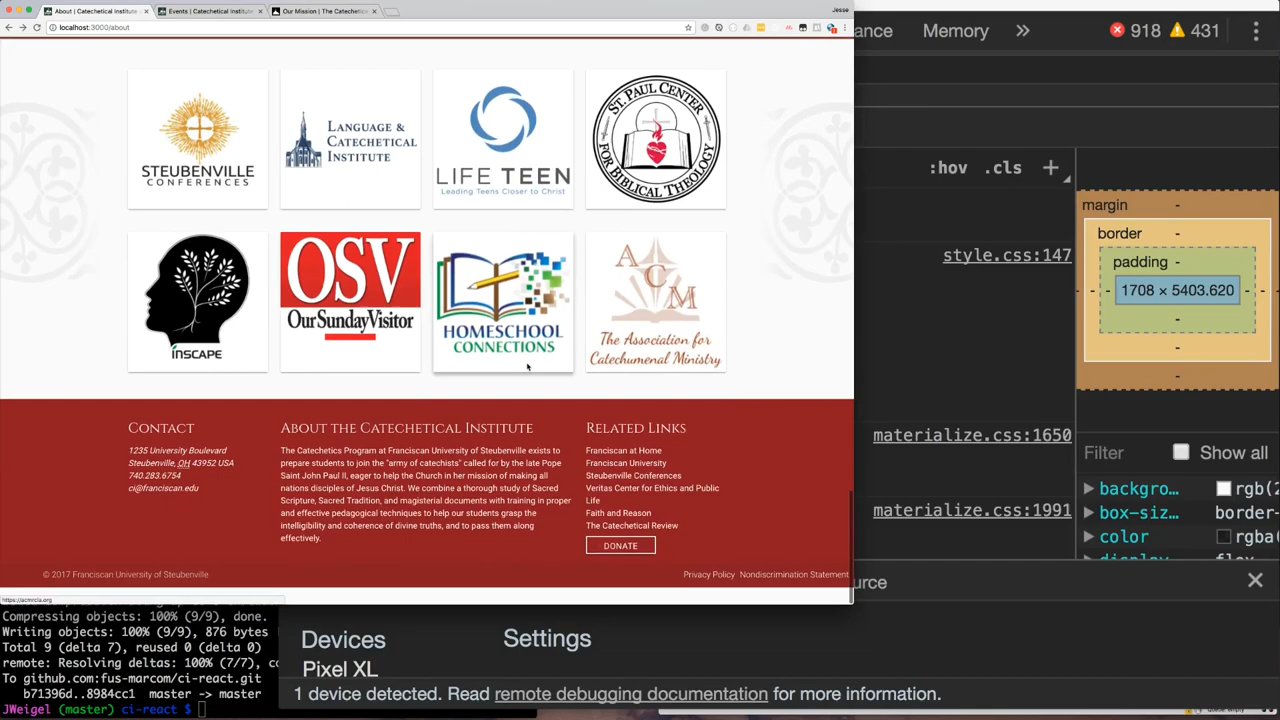 About | Catechetical Institute
Events | Catechetical Institute
Our Mission | The Catechetic
Jesse
localhost:3000/about
ance
Memory
918
431
STEUBENVILLE
CONFERENCES
LANGUAGE &
CATECHETICAL
INSTITUTE
LIFE TEEN
Leading Teens Closer to Christ
ST. PAUL CENTER
FOR BIBLICAL THEOLOGY
INSCAPE
OSV
OurSundayVisitor
HOMESCHOOL
CONNECTIONS
ACM
The Association for
Catechumenal Ministry
:hov .cls +
style.css:147
margin -
border -
padding -
1708 × 5403.620
materialize.css:1650
Filter
Show all
materialize.css:1991
backgro… rgb(2
box-siz… border-
color rgba(
display flex
CONTACT
1235 University Boulevard
Steubenville, OH 43952 USA
740.283.6754
ci@franciscan.edu
ABOUT THE CATECHETICAL INSTITUTE
The Catechetics Program at Franciscan University of Steubenville exists to
prepare students to join the "army of catechists" called for by the late Pope
Saint John Paul II, eager to help the Church in her mission of making all
nations disciples of Jesus Christ. We combine a thorough study of Sacred
Scripture, Sacred Tradition, and magisterial documents with training in proper
and effective pedagogical techniques to help our students grasp the
intelligibility and coherence of divine truths, and to pass them along
effectively.
RELATED LINKS
Franciscan at Home
Franciscan University
Steubenville Conferences
Veritas Center for Ethics and Public
Life
Faith and Reason
The Catechetical Review
DONATE
© 2017 Franciscan University of Steubenville
Privacy Policy Nondiscrimination Statement
https://acmrcia.org
ource
Compressing objects: 100% (9/9), done.
Writing objects: 100% (9/9), 876 bytes
Total 9 (delta 7), reused 0 (delta 0)
remote: Resolving deltas: 100% (7/7), co
To github.com:fus-marcom/ci-react.git
b71396d..8984cc1 master -> master
JWeigel (master) ci-react $
Devices
Settings
Pixel XL
1 device detected. Read remote debugging documentation for more information.